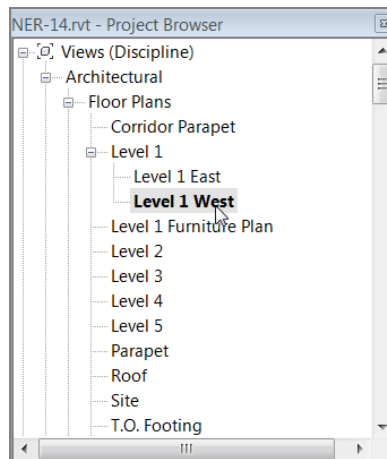 NER-14.rvt - Project Browser
Views (Discipline)
Architectural
Floor Plans
Corridor Parapet
Level 1
Level 1 East
Level 1 West
Level 1 Furniture Plan
Level 2
Level 3
Level 4
Level 5
Parapet
Roof
Site
T.O. Footing